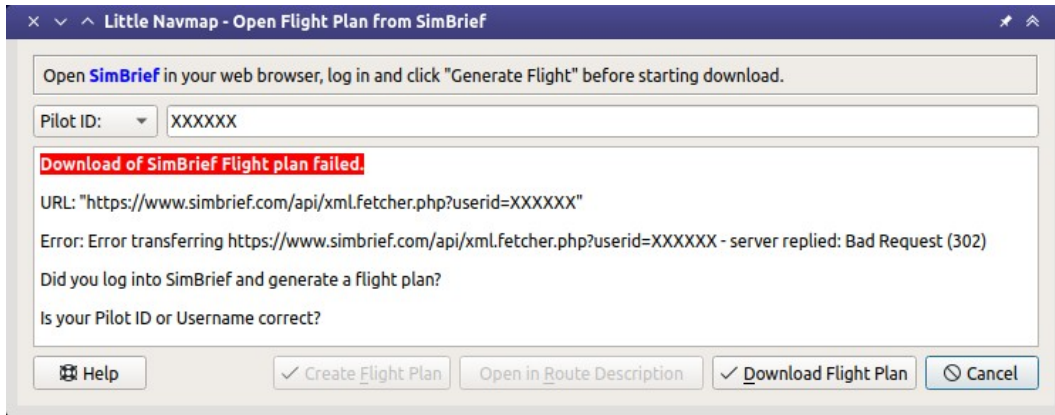 Little Navmap - Open Flight Plan from SimBrief
Open SimBrief in your web browser, log in and click "Generate Flight" before starting download.
Pilot ID: XXXXXX
Download of SimBrief Flight plan failed.
URL: "https://www.simbrief.com/api/xml.fetcher.php?userid=XXXXXX"
Error: Error transferring https://www.simbrief.com/api/xml.fetcher.php?userid=XXXXXX - server replied: Bad Request (302)
Did you log into SimBrief and generate a flight plan?
Is your Pilot ID or Username correct?
Help Create Flight Plan Open in Route Description Download Flight Plan Cancel